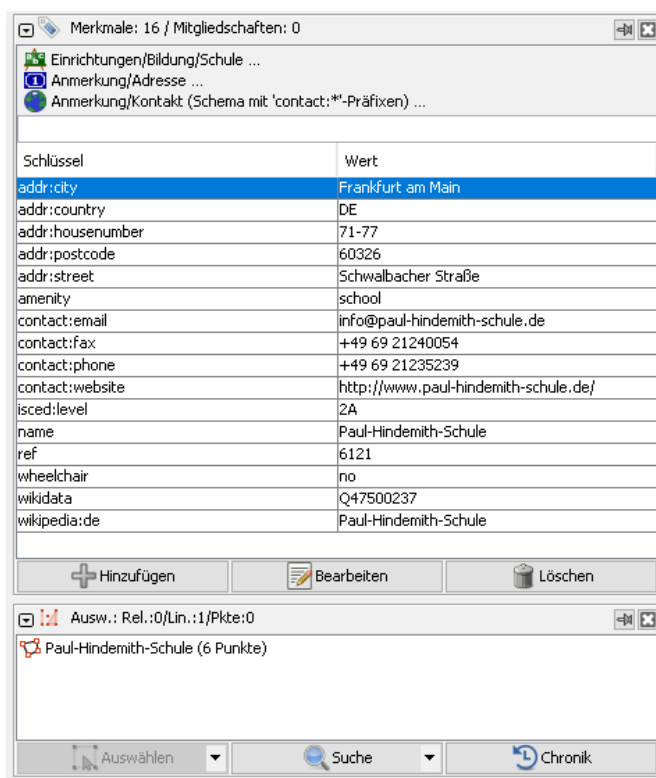 Merkmale: 16 / Mitgliedschaften: 0
Einrichtungen/Bildung/Schule ...
Anmerkung/Adresse ...
Anmerkung/Kontakt (Schema mit 'contact:*'-Präfixen) ...
Schlüssel Wert
addr:city Frankfurt am Main
addr:country DE
addr:housenumber 71-77
addr:postcode 60326
addr:street Schwalbacher Straße
amenity school
contact:email info@paul-hindemith-schule.de
contact:fax +49 69 21240054
contact:phone +49 69 21235239
contact:website http://www.paul-hindemith-schule.de/
isced:level 2A
name Paul-Hindemith-Schule
ref 6121
wheelchair no
wikidata Q47500237
wikipedia:de Paul-Hindemith-Schule
Hinzufügen Bearbeiten Löschen
Ausw.: Rel.:0/Lin.:1/Pkte:0
Paul-Hindemith-Schule (6 Punkte)
Auswählen Suche Chronik